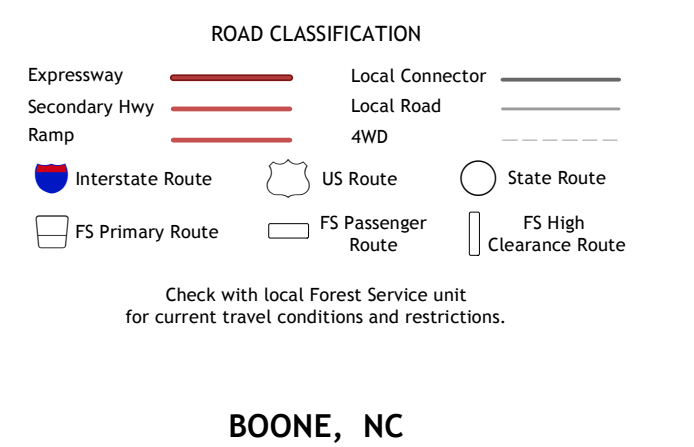 ROAD CLASSIFICATION
Expressway
Local Connector
Secondary Hwy
Local Road
Ramp
4WD
Interstate Route
US Route
State Route
FS Primary Route
FS Passenger
Route
FS High
Clearance Route
Check with local Forest Service unit
for current travel conditions and restrictions.
BOONE, NC